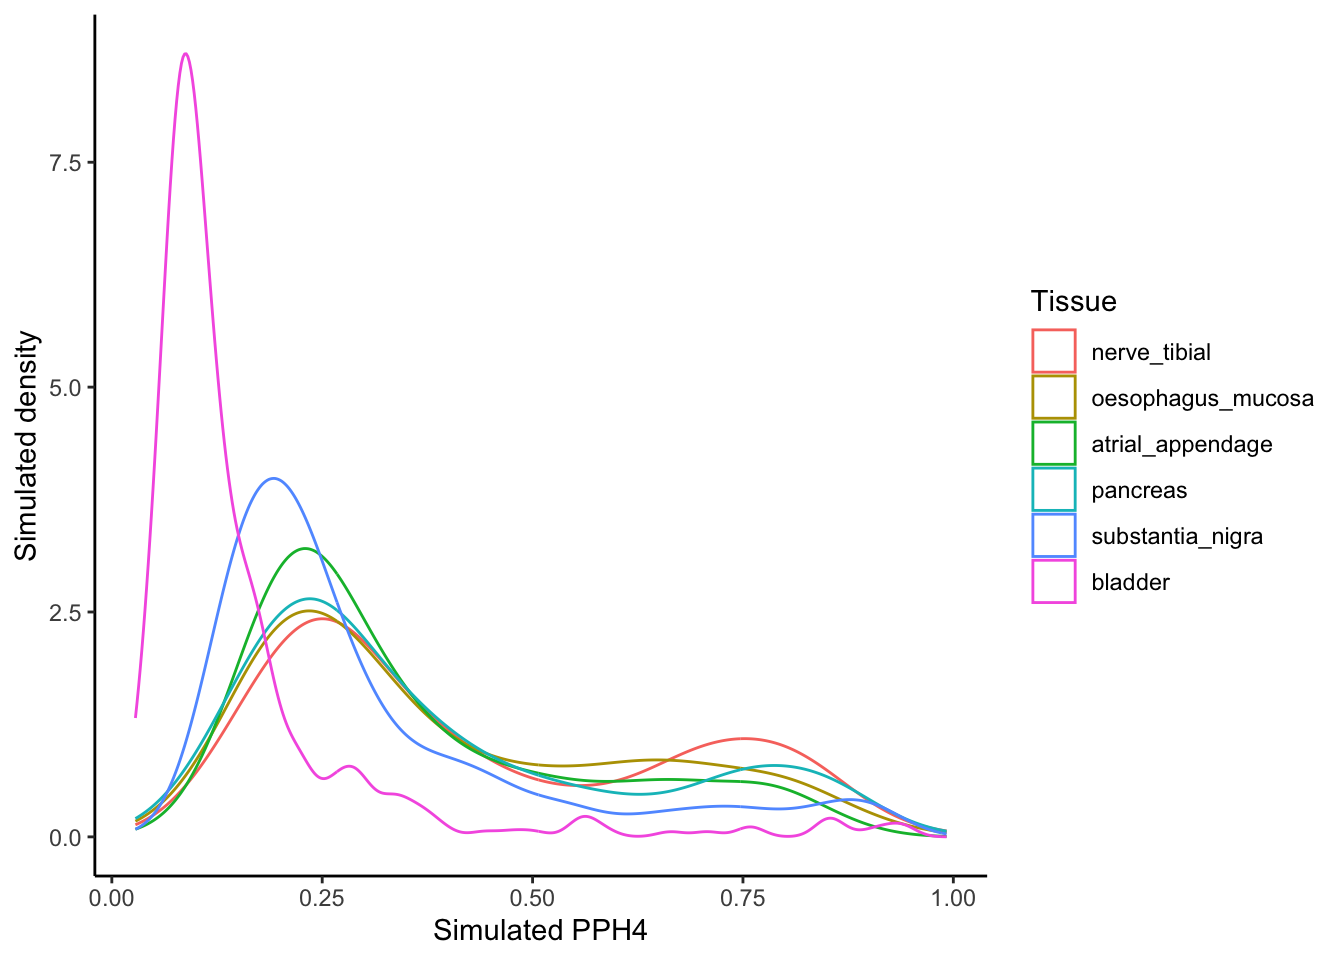 Simulated density
7.5
5.0
2.5
0.0
0.00
0.25
0.50
0.75
1.00
Simulated PPH4
Tissue
nerve_tibial
oesophagus_mucosa
atrial_appendage
pancreas
substantia_nigra
bladder